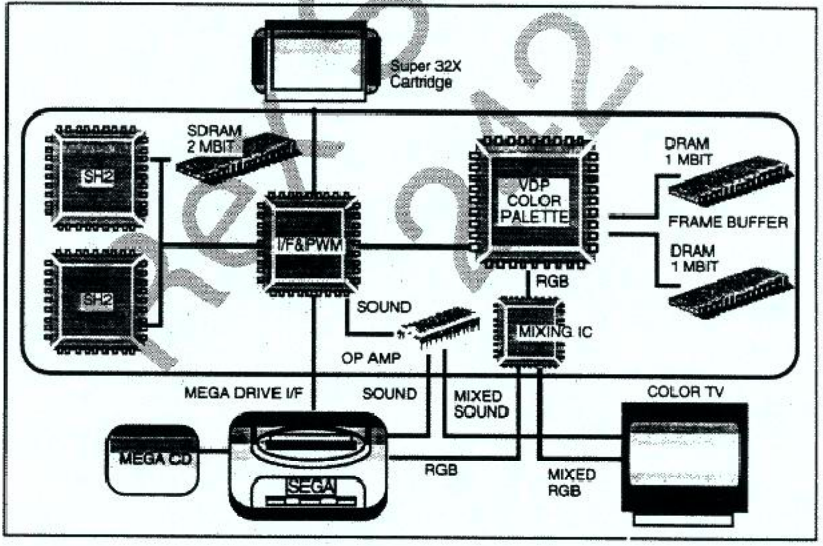 Super 32X
Cartridge
SDRAM
2 MBIT
SH2
SH2
I/F&PWM
VDP
COLOR
PALETTE
DRAM
1 MBIT
FRAME BUFFER
DRAM
1 MBIT
RGB
SOUND
OP AMP
MIXING IC
MEGA DRIVE I/F
SOUND
MIXED
SOUND
COLOR TV
MEGA CD
SEGA
RGB
MIXED
RGB